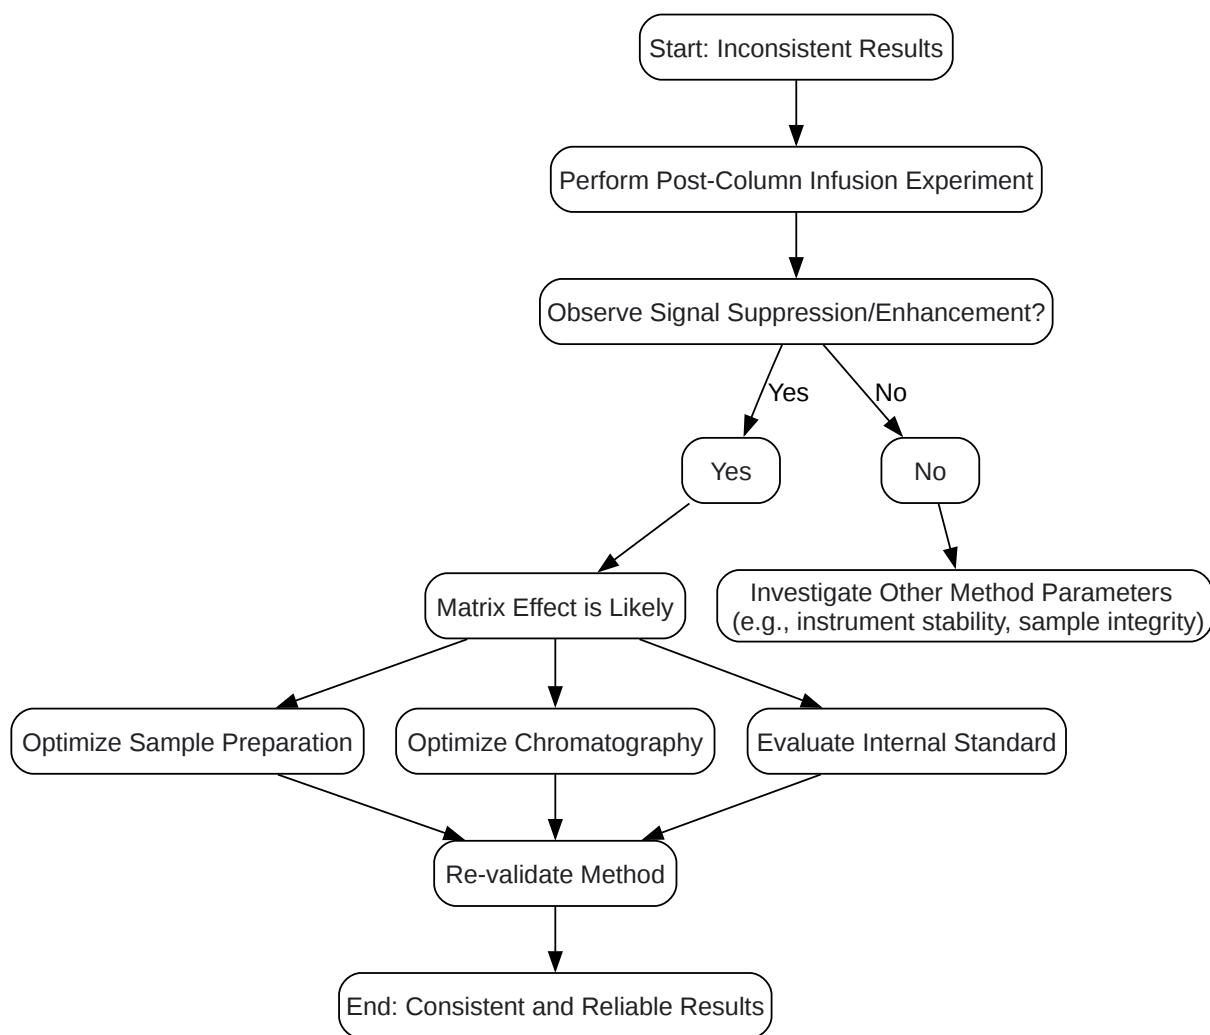 Start: Inconsistent Results
Perform Post-Column Infusion Experiment
Observe Signal Suppression/Enhancement?
Yes
No
Yes
No
Matrix Effect is Likely
Investigate Other Method Parameters
(e.g., instrument stability, sample integrity)
Optimize Sample Preparation
Optimize Chromatography
Evaluate Internal Standard
Re-validate Method
End: Consistent and Reliable Results